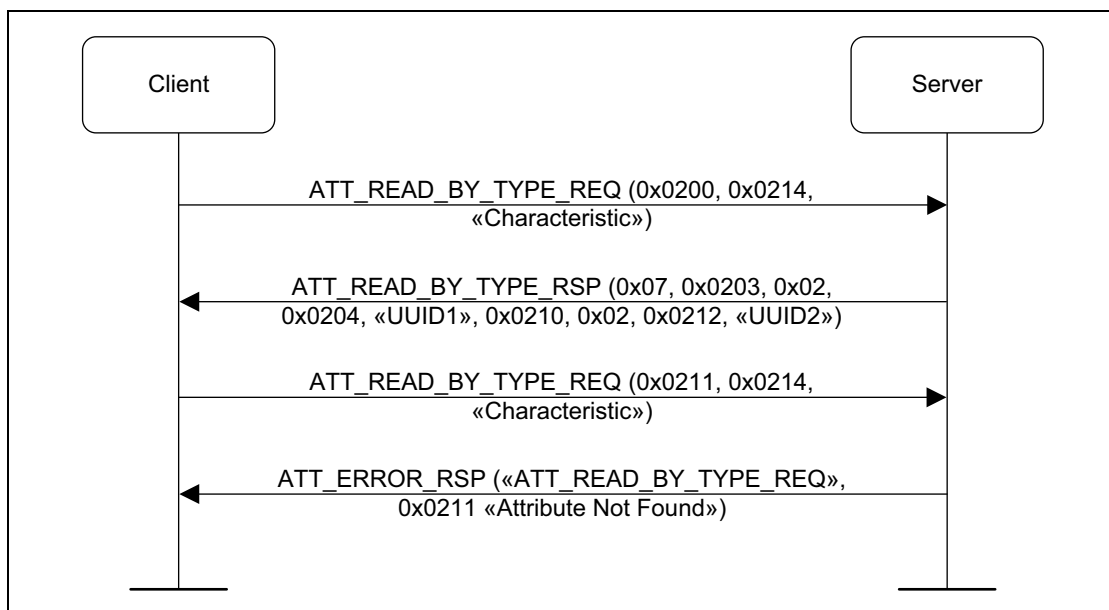 Client
Server
ATT_READ_BY_TYPE_REQ (0x0200, 0x0214,
«Characteristic»)
ATT_READ_BY_TYPE_RSP (0x07, 0x0203, 0x02,
0x0204, «UUID1», 0x0210, 0x02, 0x0212, «UUID2»)
ATT_READ_BY_TYPE_REQ (0x0211, 0x0214,
«Characteristic»)
ATT_ERROR_RSP («ATT_READ_BY_TYPE_REQ»,
0x0211 «Attribute Not Found»)